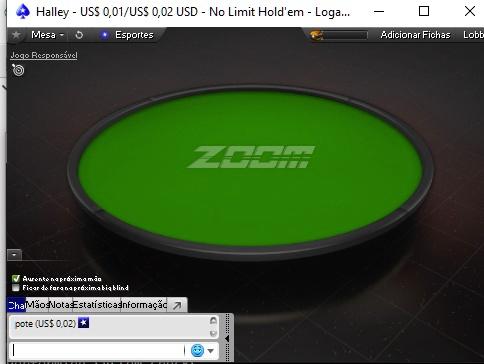 Halley - US$ 0,01/US$ 0,02 USD - No Limit Hold'em - Loga...
Mesa Esportes Adicionar Fichas Lobb
Jogo Responsável
ZOOM
Aumente na próxima mão
Ficar de fora na próxima big blind
Chat Mãos Notas Estatísticas Informação
pote (US$ 0,02)